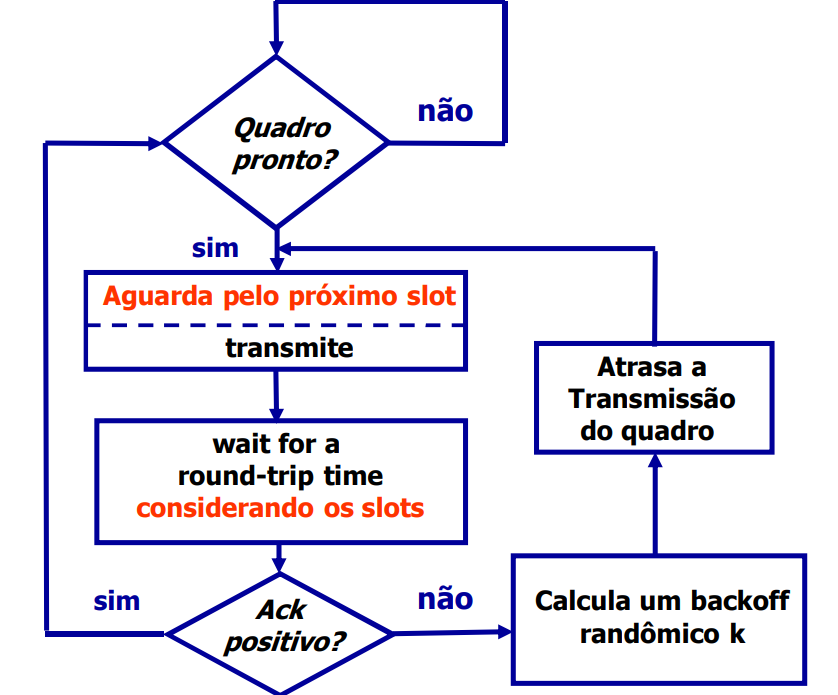 Quadro
pronto?
não
sim
Aguarda pelo próximo slot
transmite
wait for a
round-trip time
considerando os slots
Ack
positivo?
sim
não
Calcula um backoff
randômico k
Atrasa a
Transmissão
do quadro